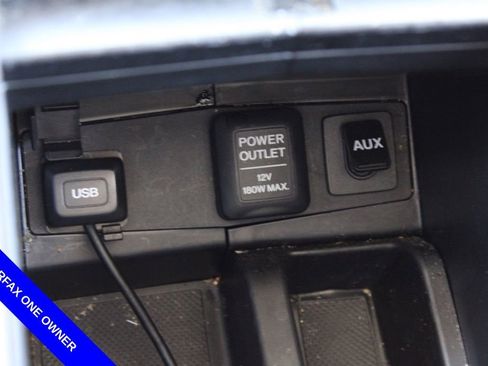 USB
POWER
OUTLET
12V
180W MAX.
AUX
RFAX ONE OWNER